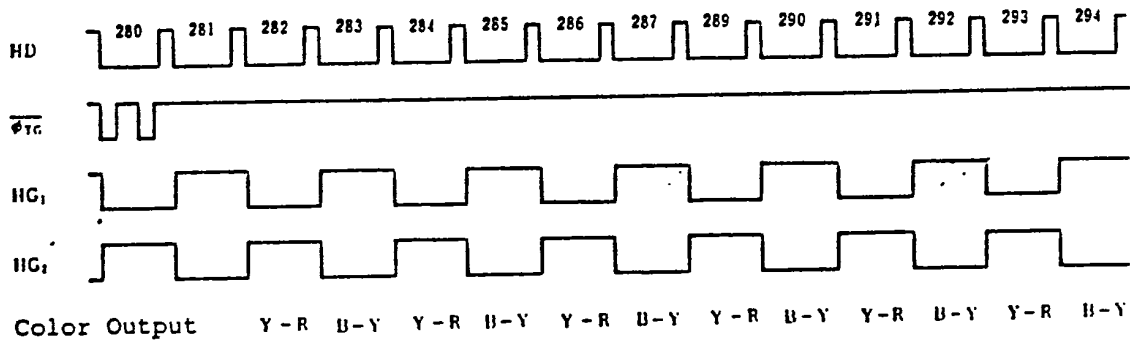 HD 280 281 282 283 284 285 286 287 289 290 291 292 293 294
φTG
HG1
HG2
Color Output Y-R B-Y Y-R B-Y Y-R B-Y Y-R B-Y Y-R B-Y Y-R B-Y